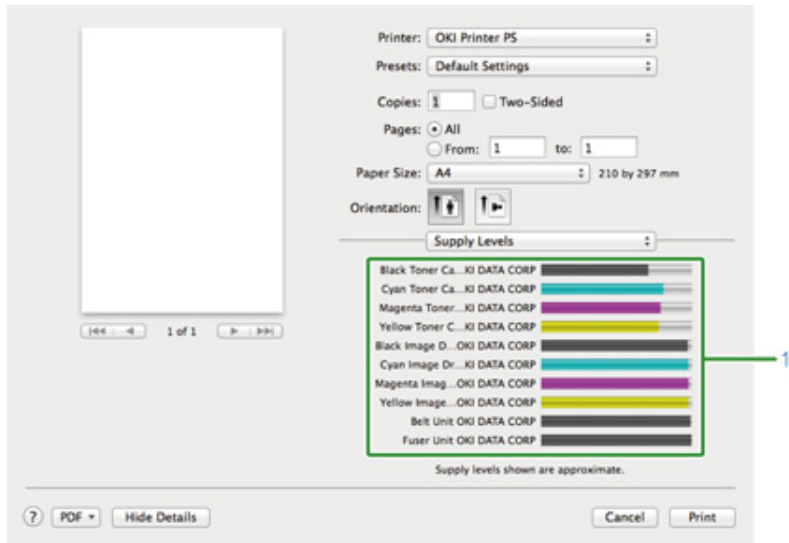 Printer: OKI Printer PS
Presets: Default Settings
Copies: 1 Two-Sided
Pages: All
From: 1 to: 1
Paper Size: A4 210 by 297 mm
Orientation:
Supply Levels
Black Toner Ca...KI DATA CORP
Cyan Toner Ca...KI DATA CORP
Magenta Toner...KI DATA CORP
Yellow Toner C...KI DATA CORP
Black Image D...OKI DATA CORP
Cyan Image Dr...KI DATA CORP
Magenta Imag...OKI DATA CORP
Yellow Image...OKI DATA CORP
Belt Unit OKI DATA CORP
Fuser Unit OKI DATA CORP
1
1 of 1
Supply levels shown are approximate.
? PDF Hide Details Cancel Print